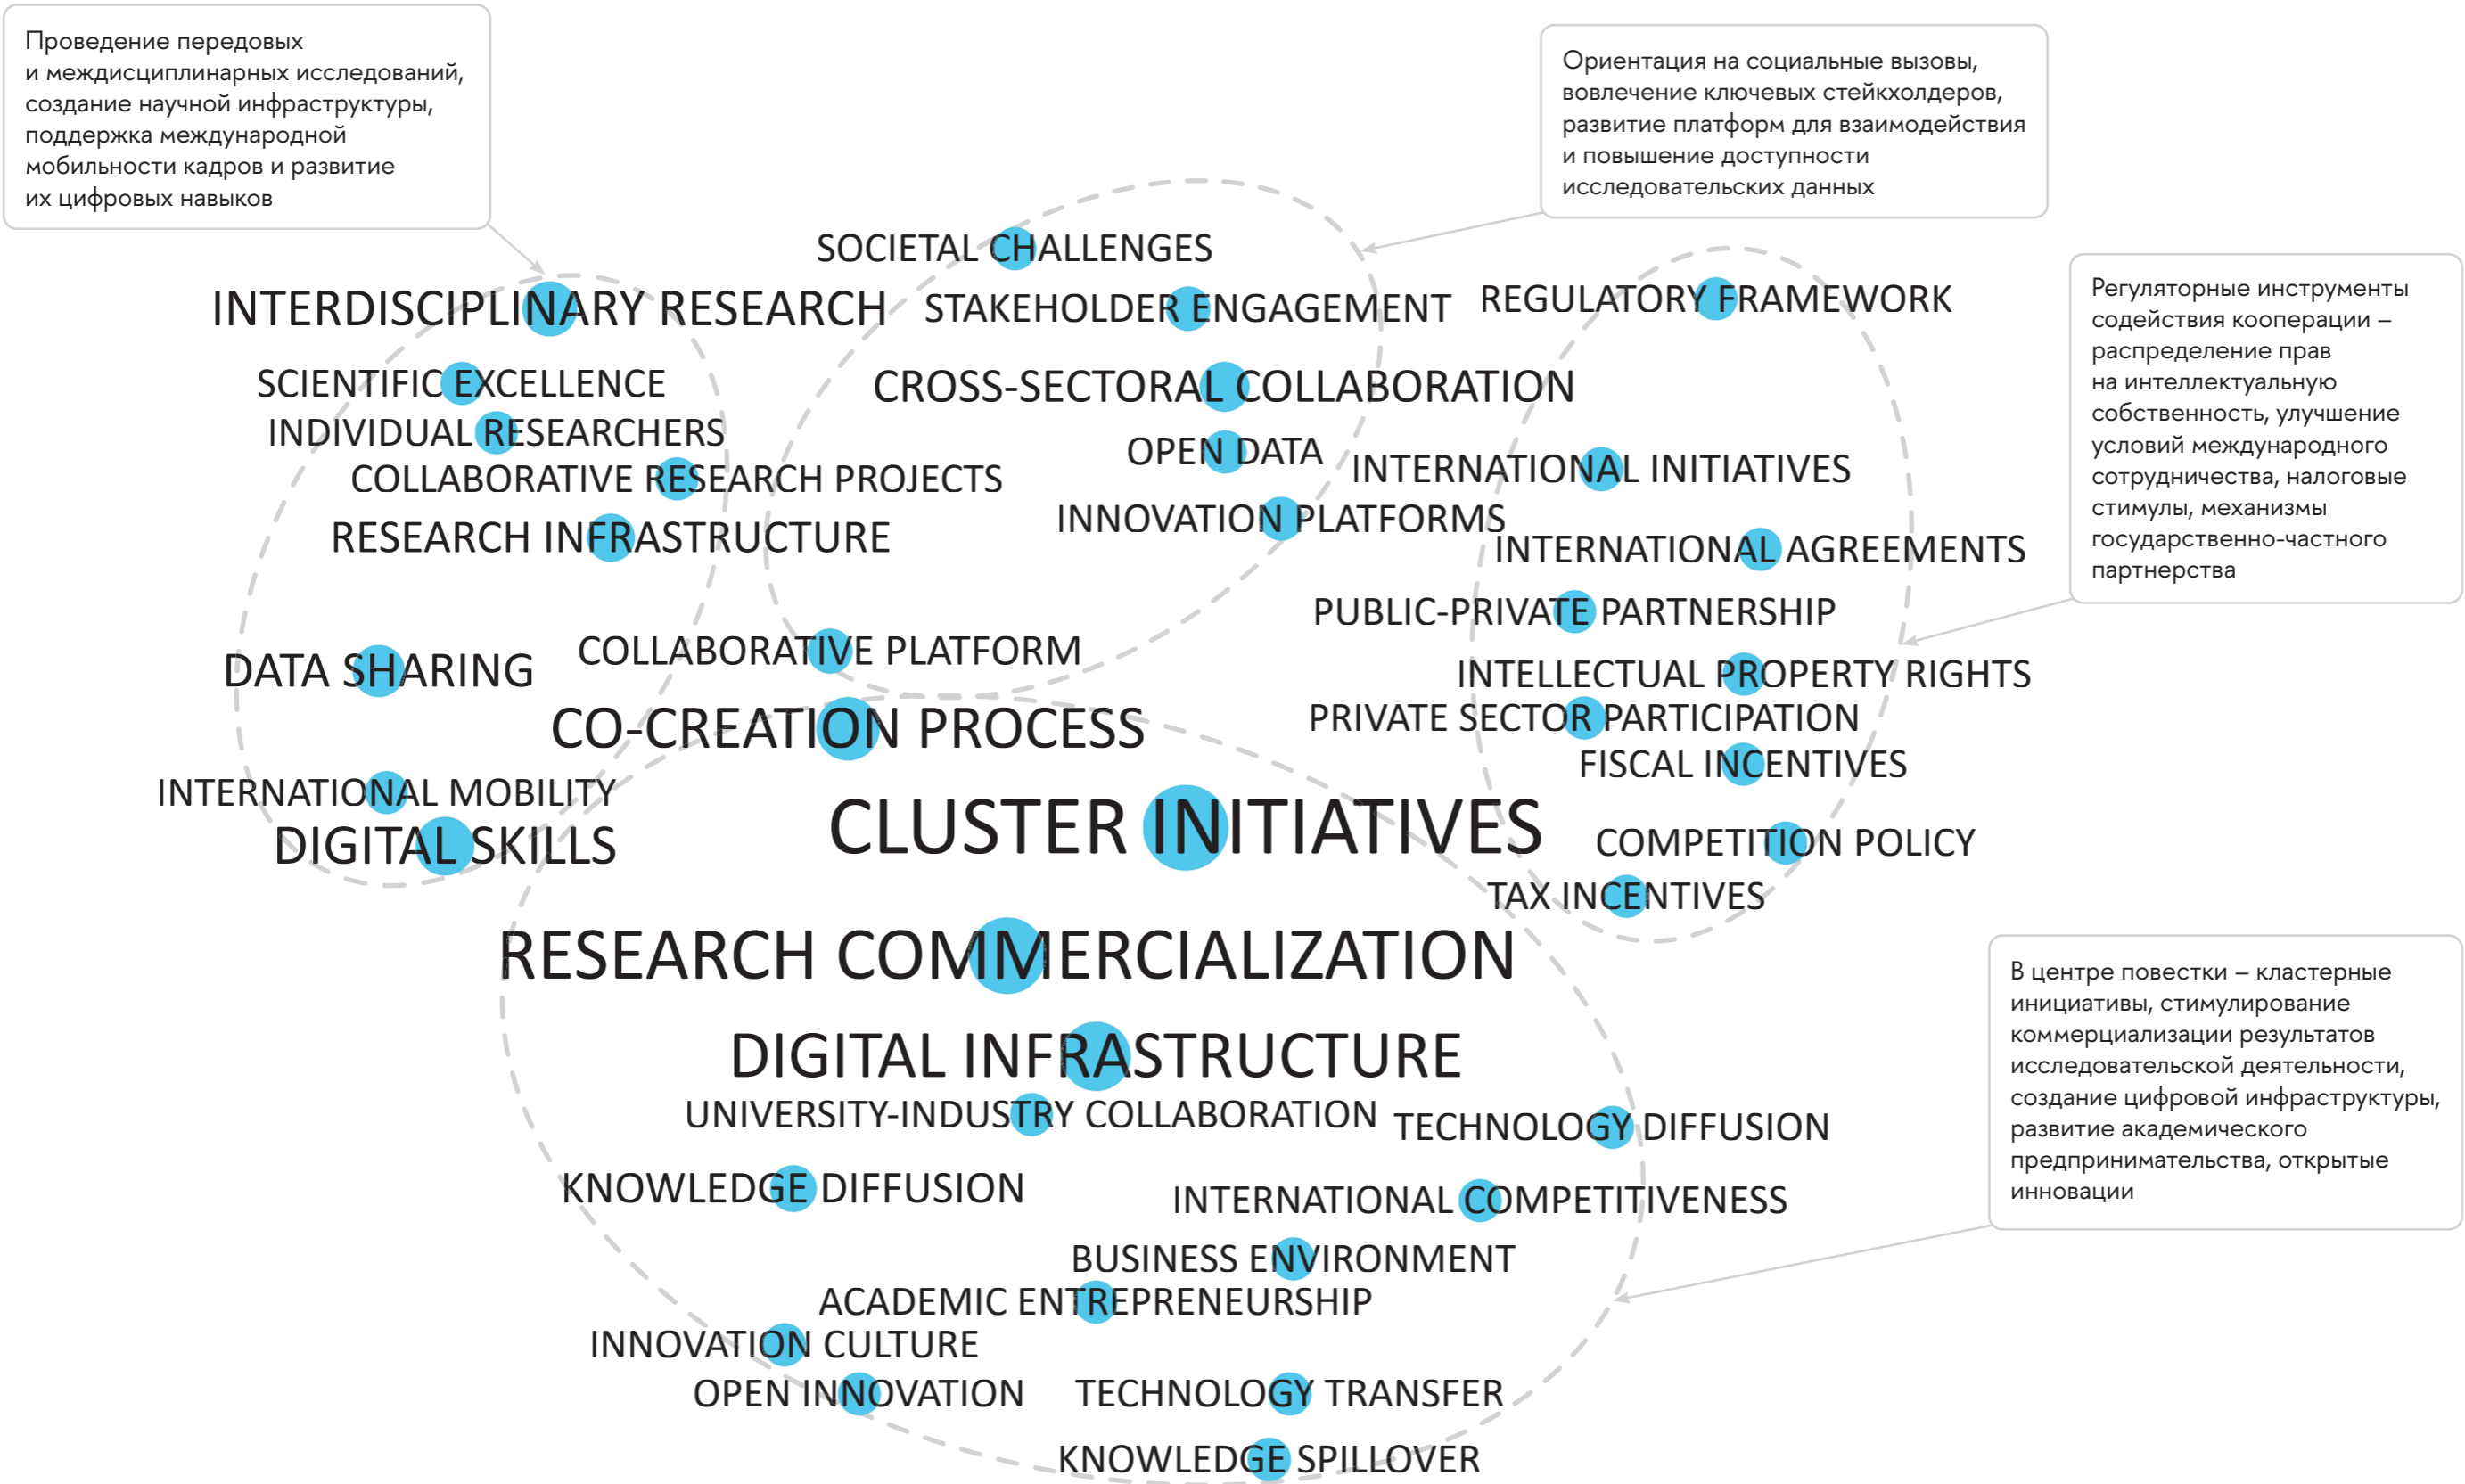 Проведение передовых
и междисциплинарных исследований,
создание научной инфраструктуры,
поддержка международной
мобильности кадров и развитие
их цифровых навыков
Ориентация на социальные вызовы,
вовлечение ключевых стейкхолдеров,
развитие платформ для взаимодействия
и повышение доступности
исследовательских данных
Регуляторные инструменты
содействия кооперации –
распределение прав
на интеллектуальную
собственность, улучшение
условий международного
сотрудничества, налоговые
стимулы, механизмы
государственно-частного
партнерства
В центре повестки – кластерные
инициативы, стимулирование
коммерциализации результатов
исследовательской деятельности,
создание цифровой инфраструктуры,
развитие академического
предпринимательства, открытые
инновации
SOCIETAL CHALLENGES
INTERDISCIPLINARY RESEARCH
STAKEHOLDER ENGAGEMENT
REGULATORY FRAMEWORK
SCIENTIFIC EXCELLENCE
CROSS-SECTORAL COLLABORATION
INDIVIDUAL RESEARCHERS
OPEN DATA
INTERNATIONAL INITIATIVES
COLLABORATIVE RESEARCH PROJECTS
INNOVATION PLATFORMS
RESEARCH INFRASTRUCTURE
INTERNATIONAL AGREEMENTS
PUBLIC-PRIVATE PARTNERSHIP
COLLABORATIVE PLATFORM
DATA SHARING
INTELLECTUAL PROPERTY RIGHTS
PRIVATE SECTOR PARTICIPATION
CO-CREATION PROCESS
FISCAL INCENTIVES
INTERNATIONAL MOBILITY
CLUSTER INITIATIVES
DIGITAL SKILLS
COMPETITION POLICY
TAX INCENTIVES
RESEARCH COMMERCIALIZATION
DIGITAL INFRASTRUCTURE
UNIVERSITY-INDUSTRY COLLABORATION
TECHNOLOGY DIFFUSION
KNOWLEDGE DIFFUSION
INTERNATIONAL COMPETITIVENESS
BUSINESS ENVIRONMENT
ACADEMIC ENTREPRENEURSHIP
INNOVATION CULTURE
OPEN INNOVATION
TECHNOLOGY TRANSFER
KNOWLEDGE SPILLOVER